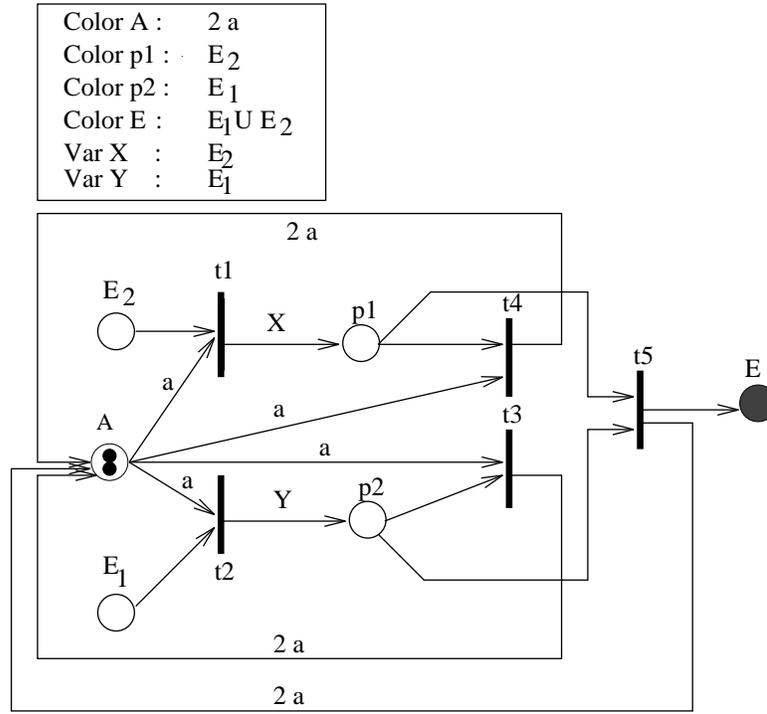 Color A : 2 a
Color p1 : E2
Color p2 : E1
Color E : E1 U E2
Var X : E2
Var Y : E1
2 a
t1
E2
X
p1
t4
t5
E
a
a
A
a
t3
a
Y
p2
E1
t2
2 a
2 a